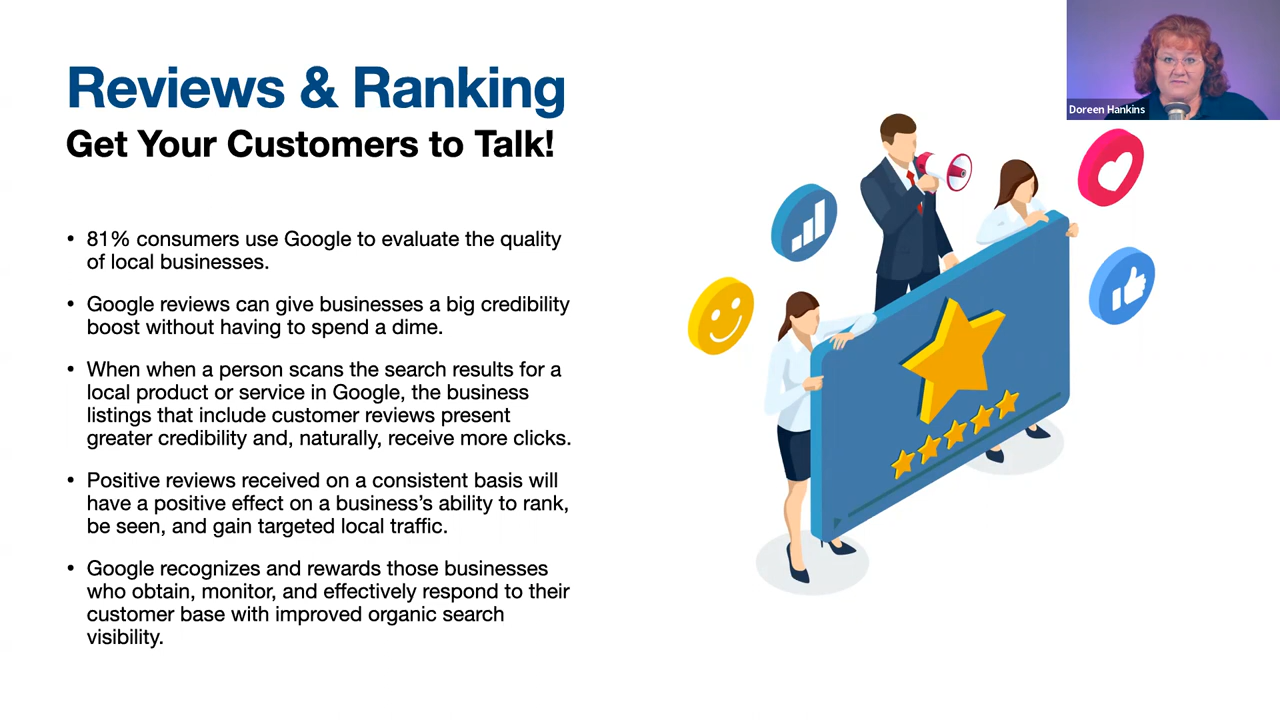 Reviews & Ranking
Get Your Customers to Talk!
• 81% consumers use Google to evaluate the quality
of local businesses.
• Google reviews can give businesses a big credibility
boost without having to spend a dime.
• When when a person scans the search results for a
local product or service in Google, the business
listings that include customer reviews present
greater credibility and, naturally, receive more clicks.
• Positive reviews received on a consistent basis will
have a positive effect on a business’s ability to rank,
be seen, and gain targeted local traffic.
• Google recognizes and rewards those businesses
who obtain, monitor, and effectively respond to their
customer base with improved organic search
visibility.
Doreen Hankins